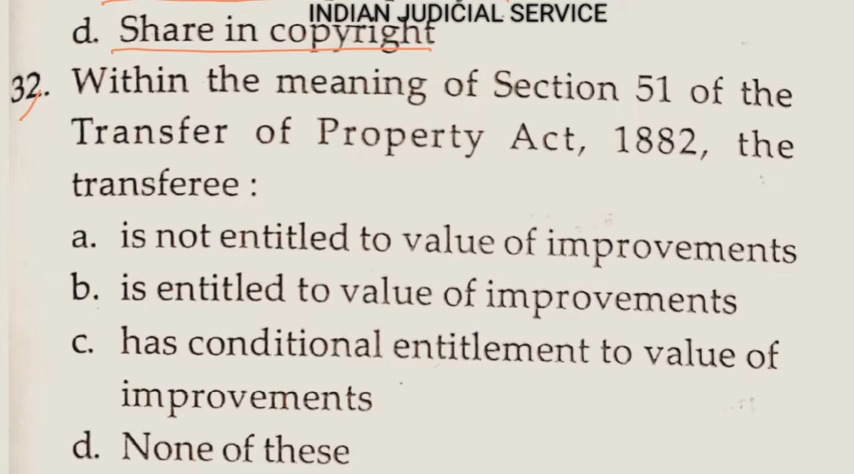 INDIAN JUDICIAL SERVICE
d. Share in copyright
32. Within the meaning of Section 51 of the
Transfer of Property Act, 1882, the
transferee :
a. is not entitled to value of improvements
b. is entitled to value of improvements
c. has conditional entitlement to value of
improvements
d. None of these